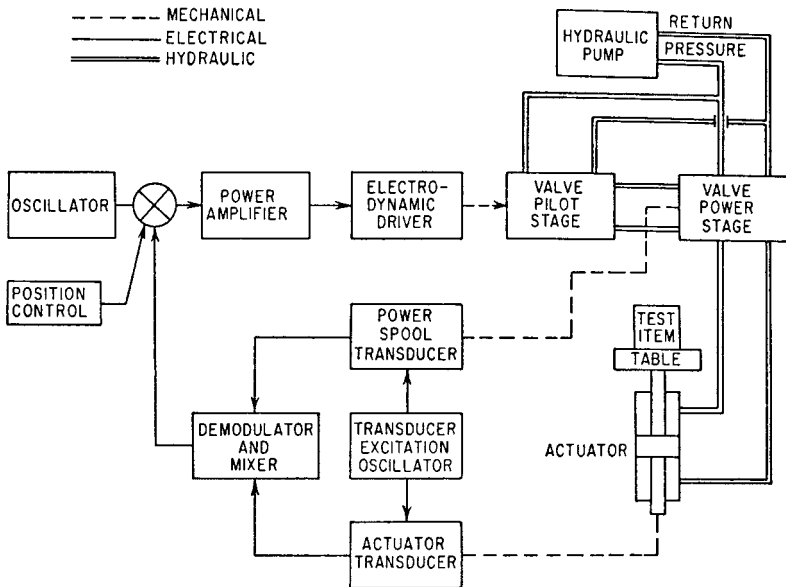 MECHANICAL
ELECTRICAL
HYDRAULIC
HYDRAULIC
PUMP
RETURN
PRESSURE
OSCILLATOR
POWER
AMPLIFIER
ELECTRO-
DYNAMIC
DRIVER
VALVE
PILOT
STAGE
VALVE
POWER
STAGE
POSITION
CONTROL
POWER
SPOOL
TRANSDUCER
TEST
ITEM
TABLE
DEMODULATOR
AND
MIXER
TRANSDUCER
EXCITATION
OSCILLATOR
ACTUATOR
ACTUATOR
TRANSDUCER